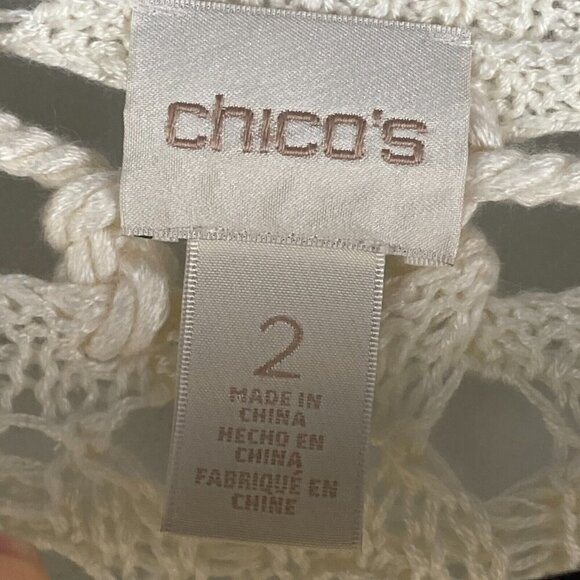 chico's
2
MADE IN
CHINA
HECHO EN
CHINA
FABRIQUÉ EN
CHINE